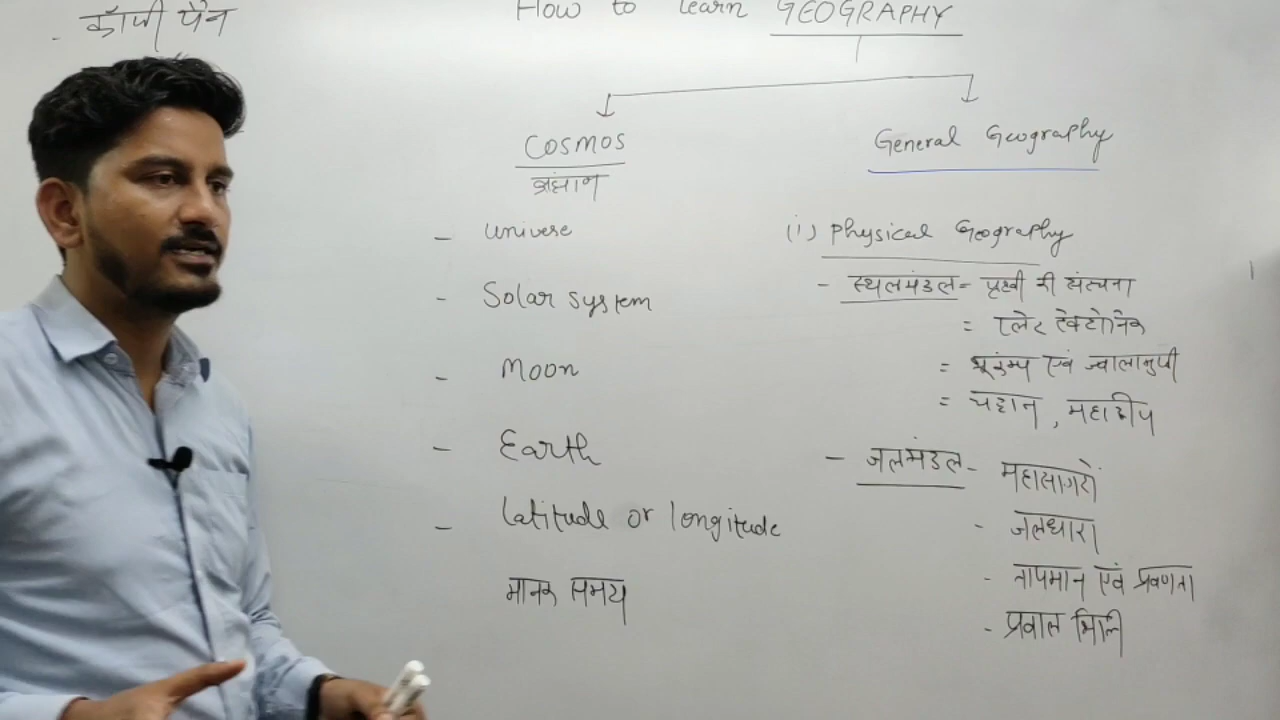 कॉपी पेन
How to learn GEOGRAPHY
COSMOS
General Geography
ब्रह्मांण
- Univere
- Solar system
- Moon
- Earth
- Latitude or longitude
मानक समय
(i) Physical Geography
- स्थलमंडल = पृथ्वी की संरचना
= प्लेट टेक्टोनिक
= भूकंम्प एवं ज्वालामुखी
= चट्टान , महाद्वीप
- जलमंडल - महासागरों
- जलधारा
- तापमान एवं प्रवणता
- प्रवाल भित्ति